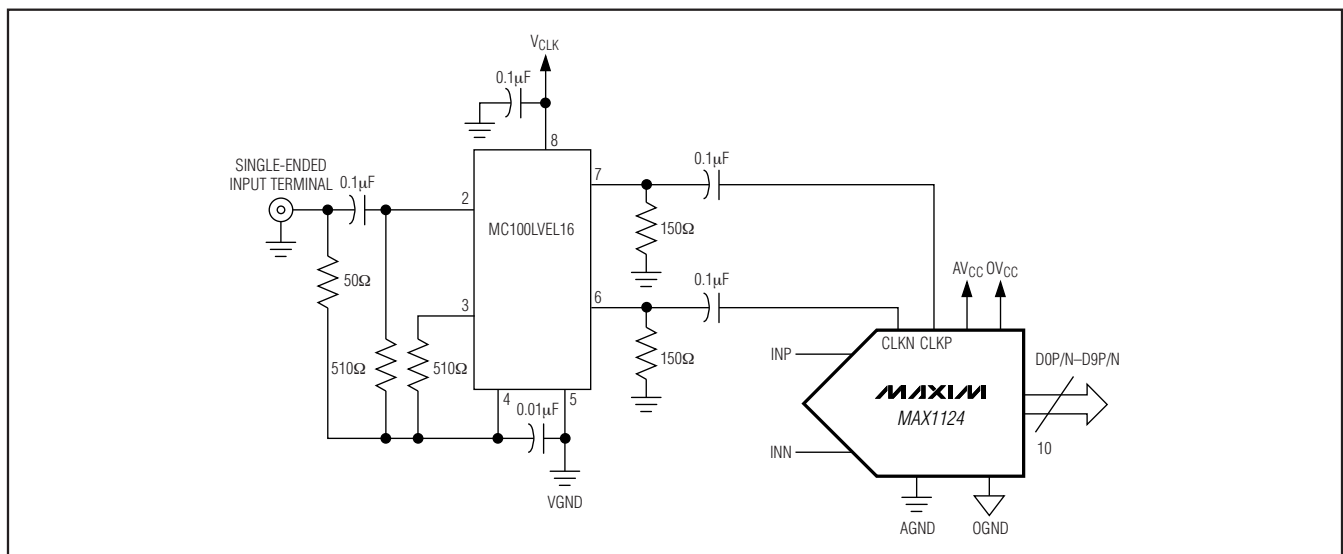 VCLK
0.1µF
8
SINGLE-ENDED
INPUT TERMINAL
0.1µF
2
MC100LVEL16
7
0.1µF
150Ω
50Ω
3
510Ω
510Ω
4
0.01µF
5
VGND
6
0.1µF
150Ω
AVCC OVCC
CLKN CLKP
INP
INN
MAXIM
MAX1124
D0P/N–D9P/N
10
AGND
OGND